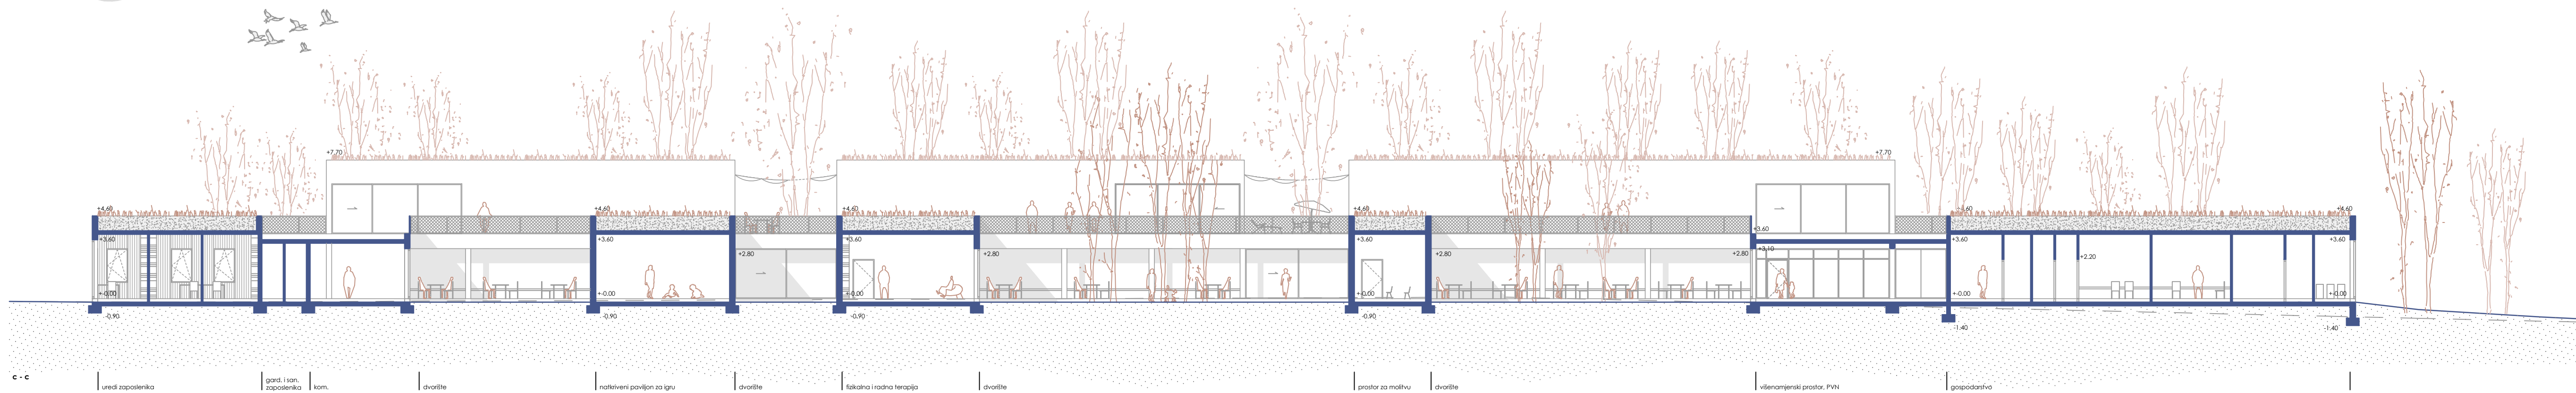 +7.70
+7.70
+4.60
+4.60
+4.60
+4.60
+4.60
+4.60
+3.60
+3.60
+3.60
+3.60
+3.60
+3.60
+3.60
+3.10
+2.80
+2.80
+2.80
+2.80
+2.20
+-0.00
+-0.00
+-0.00
+-0.00
+-0.00
+-0.00
-0.90
-0.90
-0.90
-0.90
-1.40
-1.40
c - c
uredi zaposlenika
gard. i san.
zaposlenika
kom.
dvorište
natkriveni paviljon za igru
dvorište
fizikalna i radna terapija
dvorište
prostor za molitvu
dvorište
višenamjenski prostor, PVN
gospodarstvo